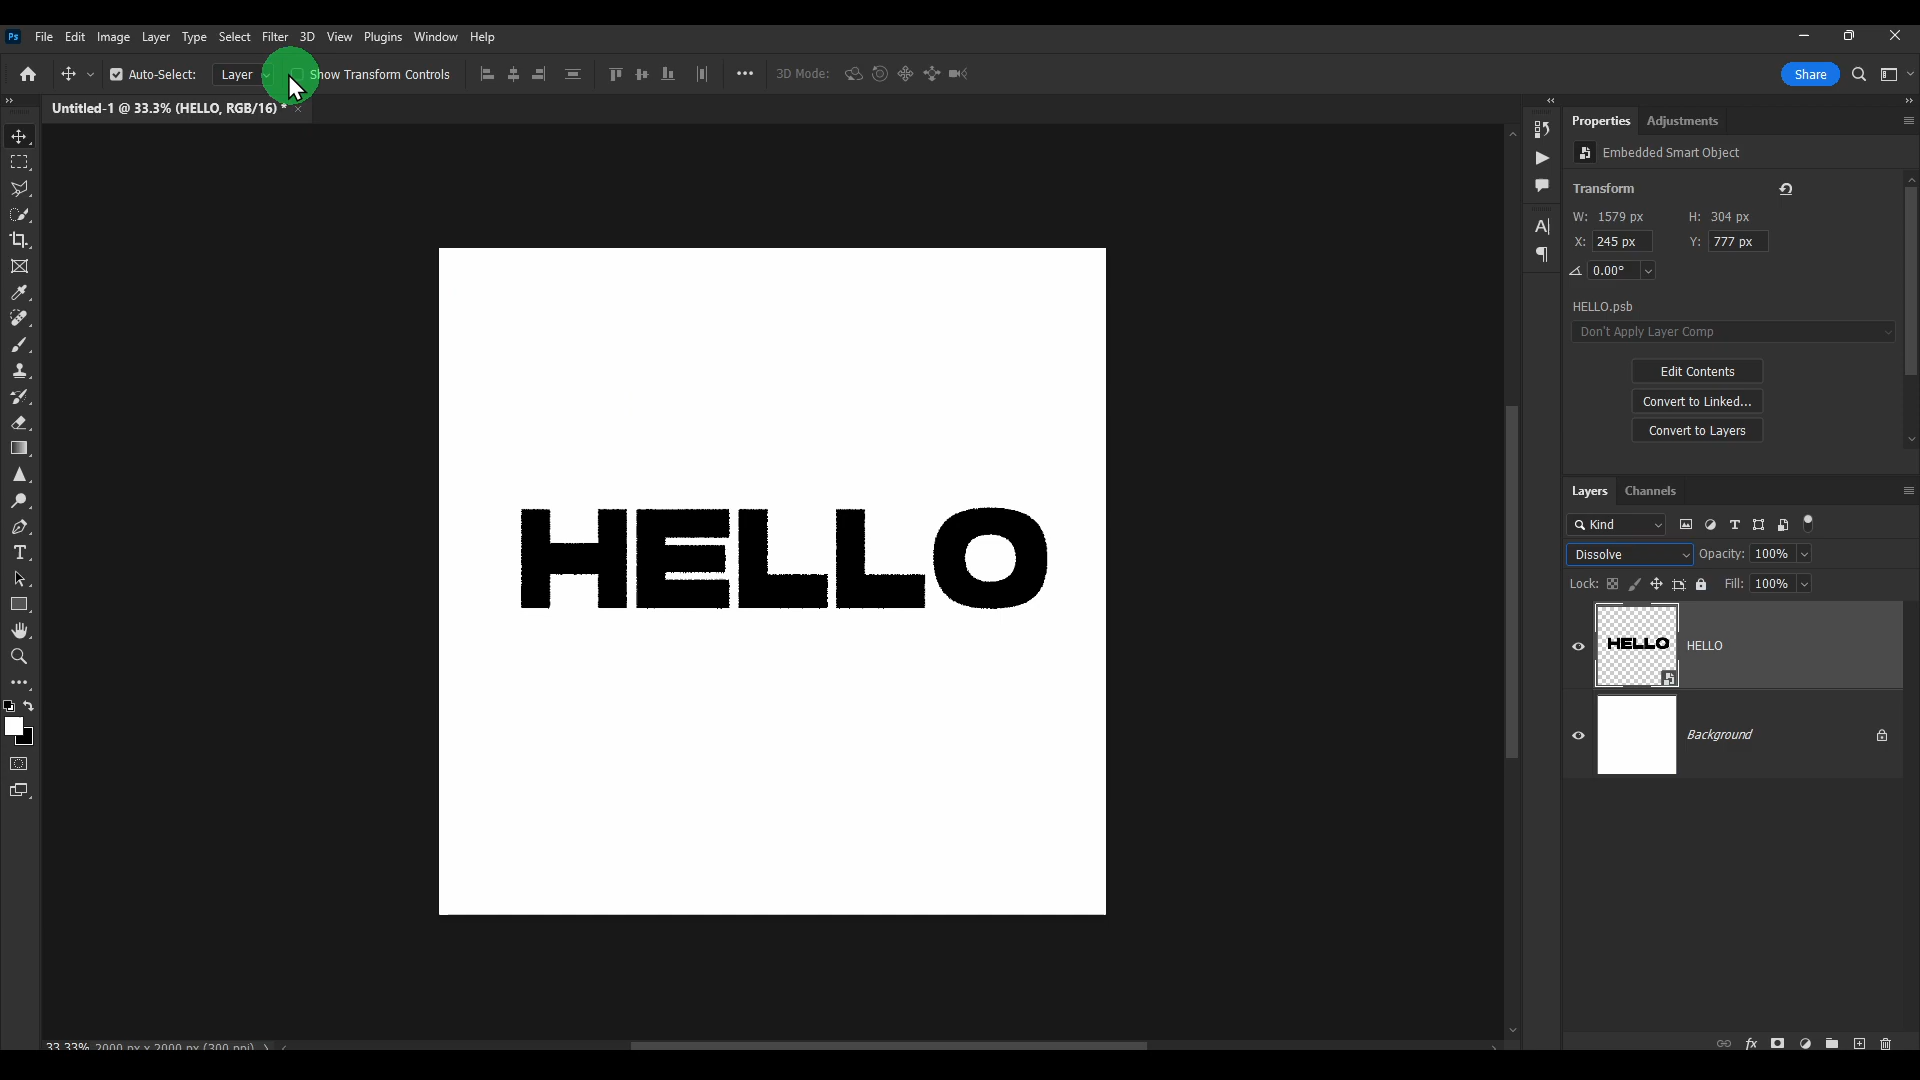 Ps File Edit Image Layer Type Select Filter 3D View Plugins Window Help
Auto-Select: Layer Show Transform Controls 3D Mode: Share
Untitled-1 @ 33.3% (HELLO, RGB/16) *
Properties Adjustments
Embedded Smart Object
Transform
W: 1579 px H: 304 px
X: 245 px Y: 777 px
0.00°
HELLO.psb
Don't Apply Layer Comp
Edit Contents
Convert to Linked...
Convert to Layers
Layers Channels
Kind
Dissolve Opacity: 100%
Lock: Fill: 100%
HELLO
HELLO HELLO
Background
33.33% 2000 px x 2000 px (300 ppi)